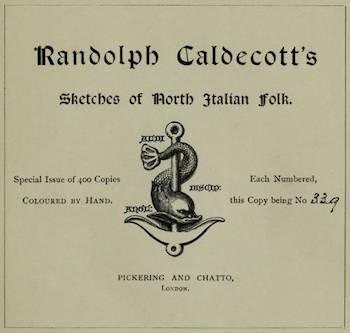 Randolph Caldecott's
Sketches of North Italian Folk.
ALDI
DISCIP:
ANGL:
Special Issue of 400 Copies
Coloured by Hand.
Each Numbered,
this Copy being No 339
PICKERING AND CHATTO,
London.